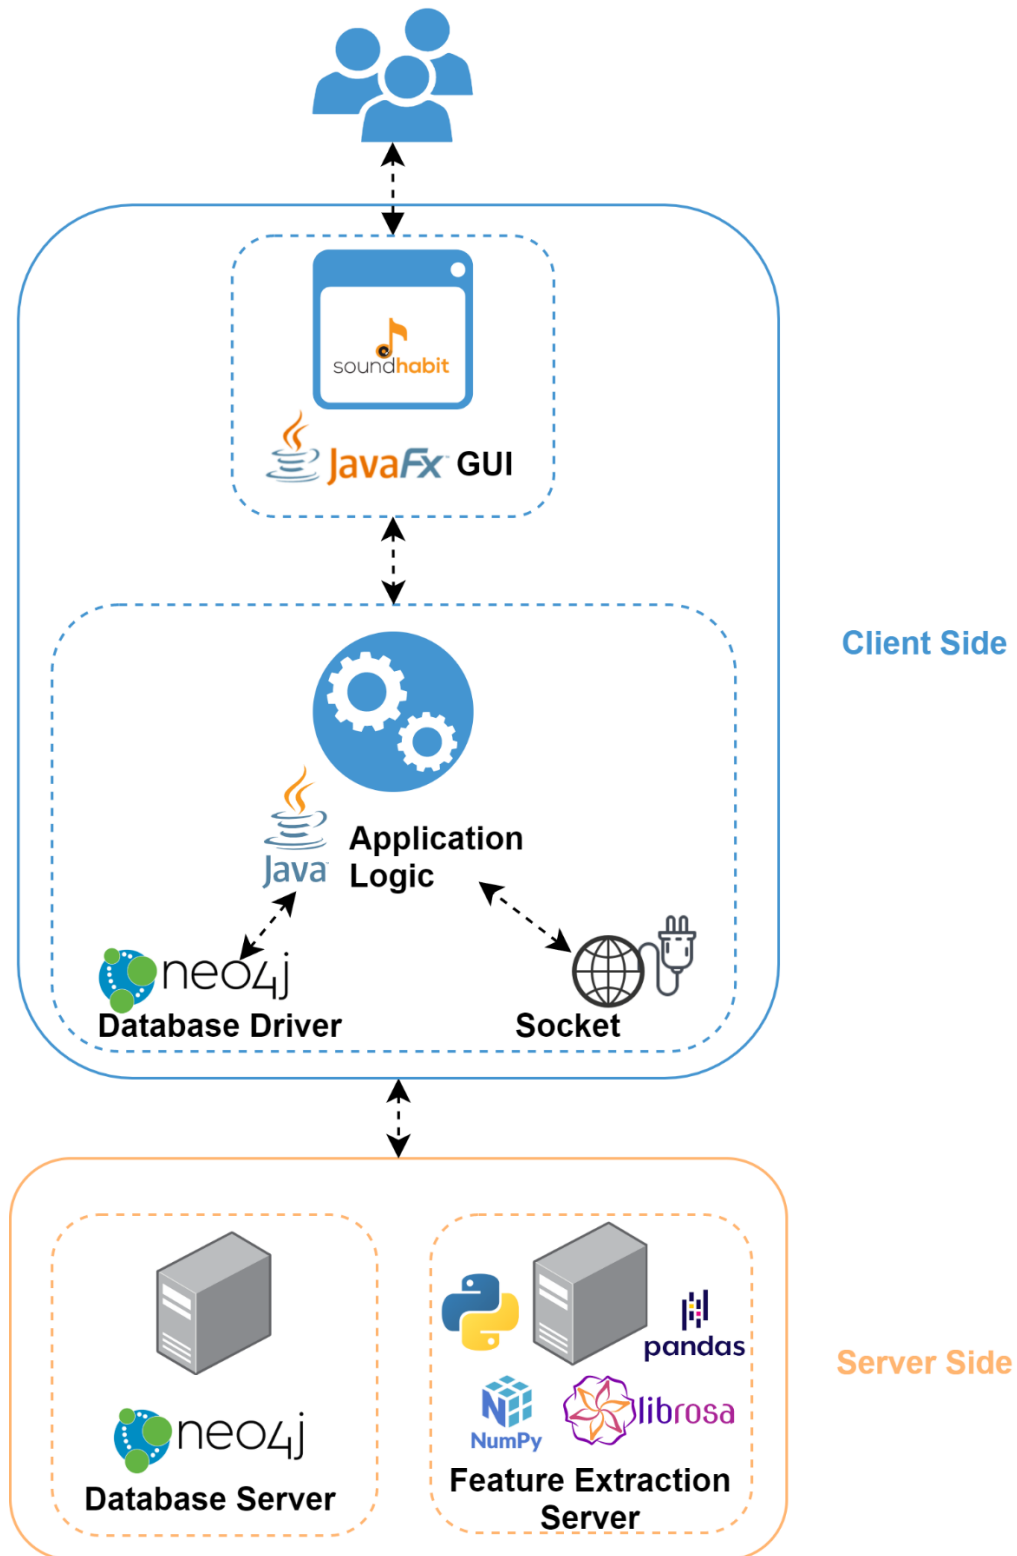 soundhabit
JavaFx GUI
Client Side
Application
Logic
Java
neo4j
Database Driver
Socket
pandas
neo4j
NumPy
librosa
Database Server
Feature Extraction
Server
Server Side